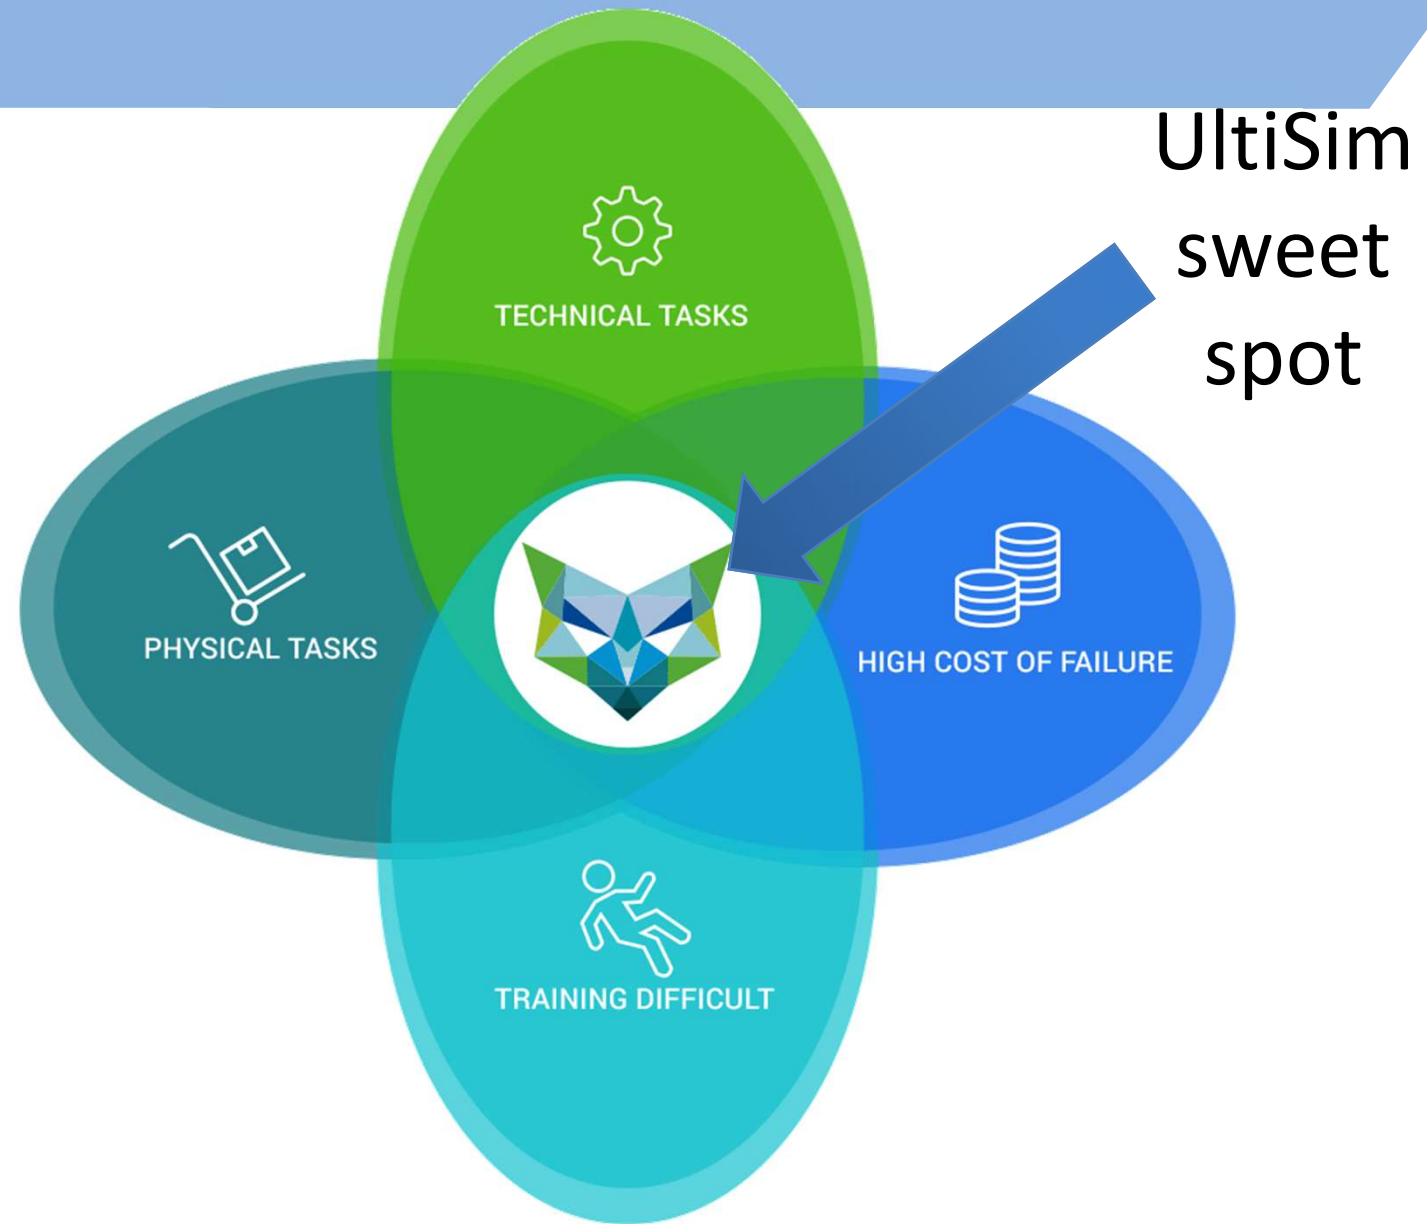 UltiSim
sweet
spot
TECHNICAL TASKS
PHYSICAL TASKS
HIGH COST OF FAILURE
TRAINING DIFFICULT